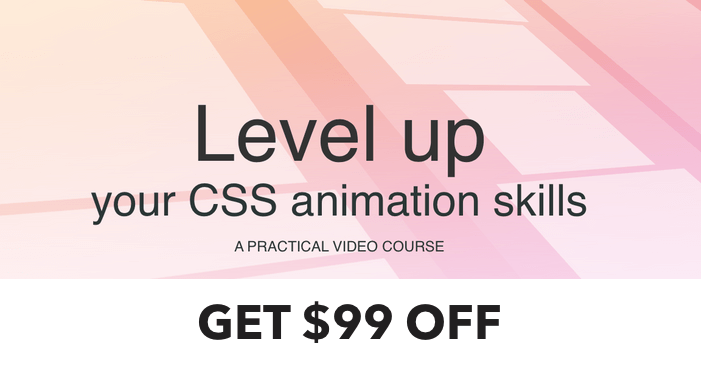 Level up
your CSS animation skills
A PRACTICAL VIDEO COURSE
GET $99 OFF